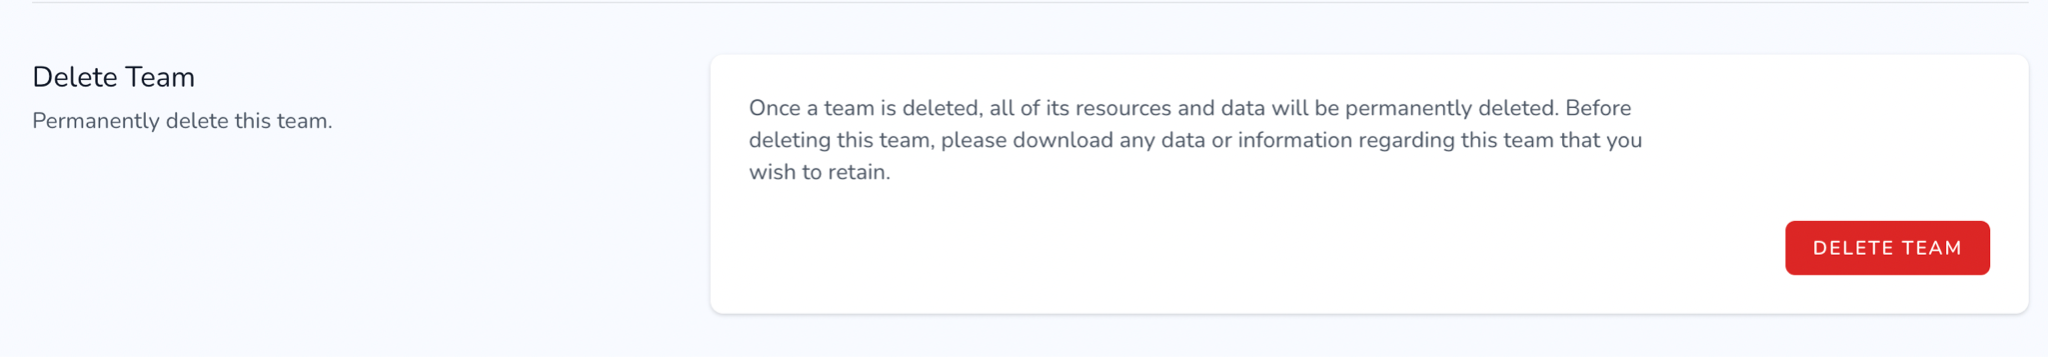 Delete Team
Permanently delete this team.
Once a team is deleted, all of its resources and data will be permanently deleted. Before
deleting this team, please download any data or information regarding this team that you
wish to retain.
DELETE TEAM